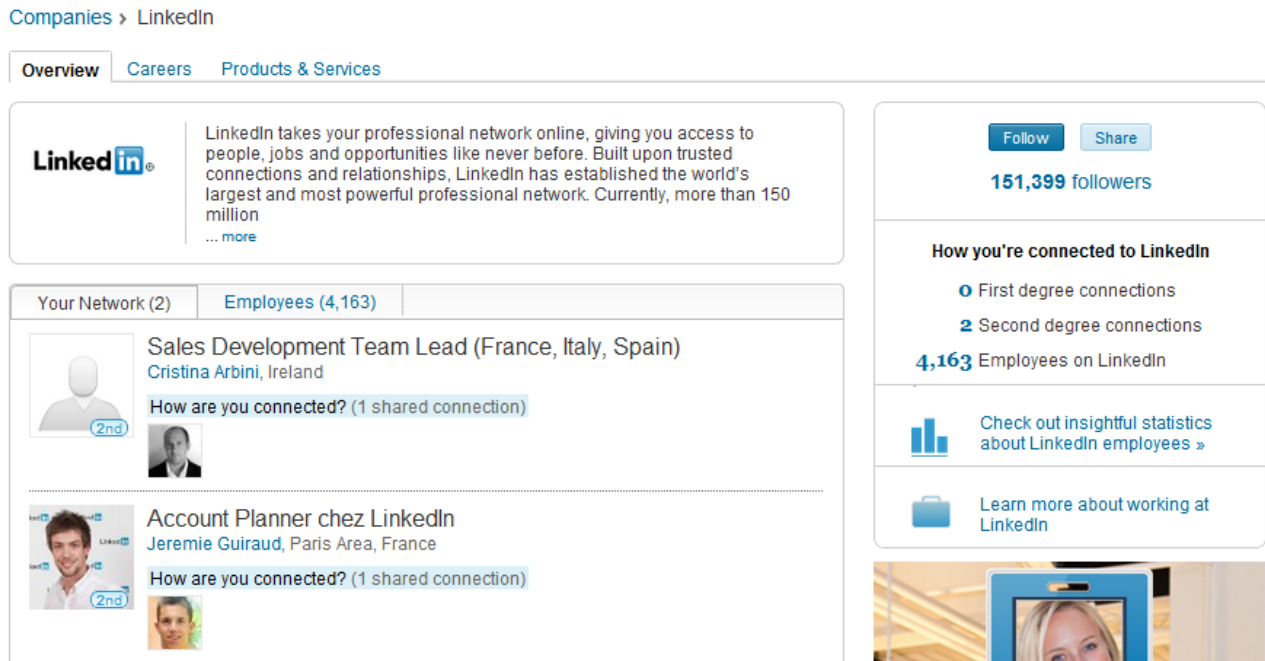 Companies › LinkedIn
Overview Careers Products & Services
Linked in ®
LinkedIn takes your professional network online, giving you access to
people, jobs and opportunities like never before. Built upon trusted
connections and relationships, LinkedIn has established the world's
largest and most powerful professional network. Currently, more than 150
million
... more
Your Network (2) Employees (4,163)
Sales Development Team Lead (France, Italy, Spain)
Cristina Arbini, Ireland
2nd
How are you connected? (1 shared connection)
Account Planner chez LinkedIn
Jeremie Guiraud, Paris Area, France
2nd
How are you connected? (1 shared connection)
Follow Share
151,399 followers
How you're connected to LinkedIn
0 First degree connections
2 Second degree connections
4,163 Employees on LinkedIn
Check out insightful statistics
about LinkedIn employees »
Learn more about working at
LinkedIn